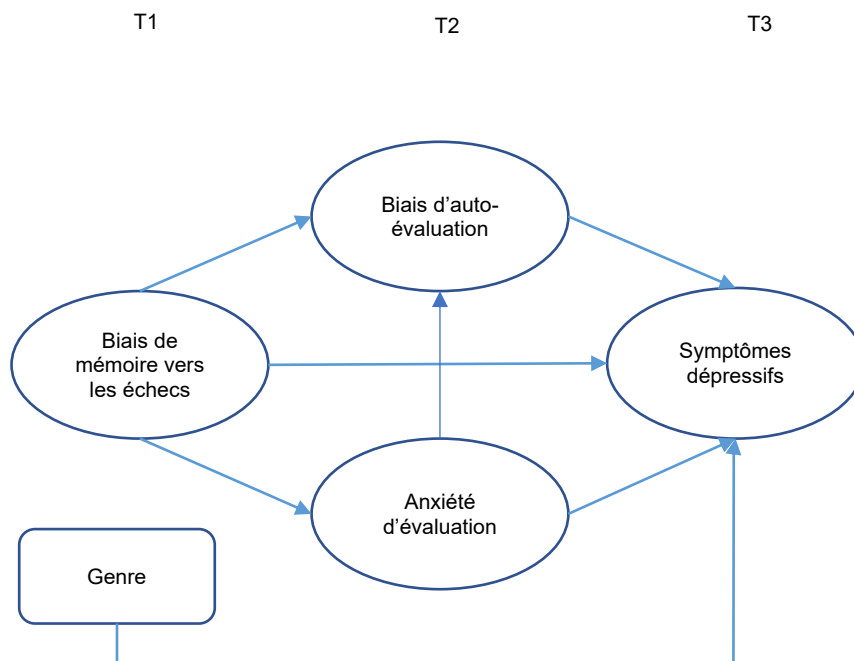 T1
T2
T3
Biais d’auto-
évaluation
Biais de
mémoire vers
les échecs
Symptômes
dépressifs
Anxiété
d’évaluation
Genre